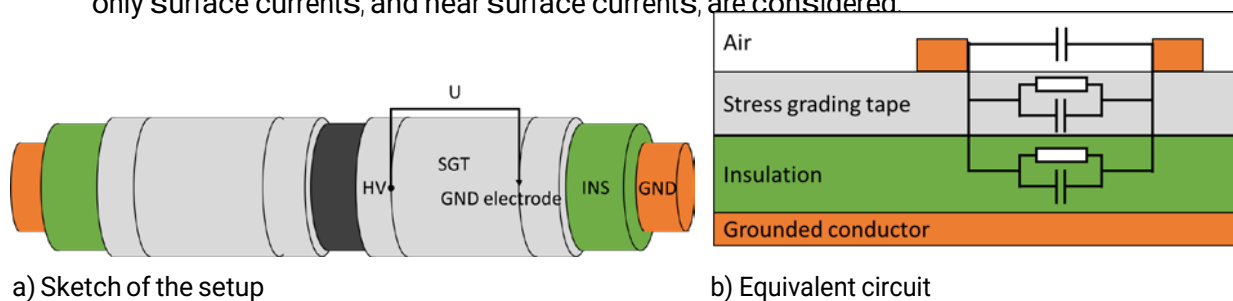 only surface currents, and near surface currents, are considered.
U
HV
SGT
GND electrode
INS
GND
a) Sketch of the setup
Air
Stress grading tape
Insulation
Grounded conductor
b) Equivalent circuit